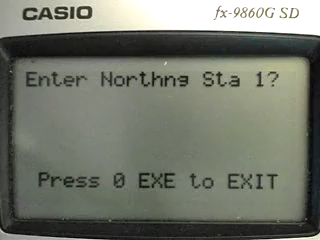 CASIO fx-9860G SD
Enter Northng Sta 1?
Press 0 EXE to EXIT